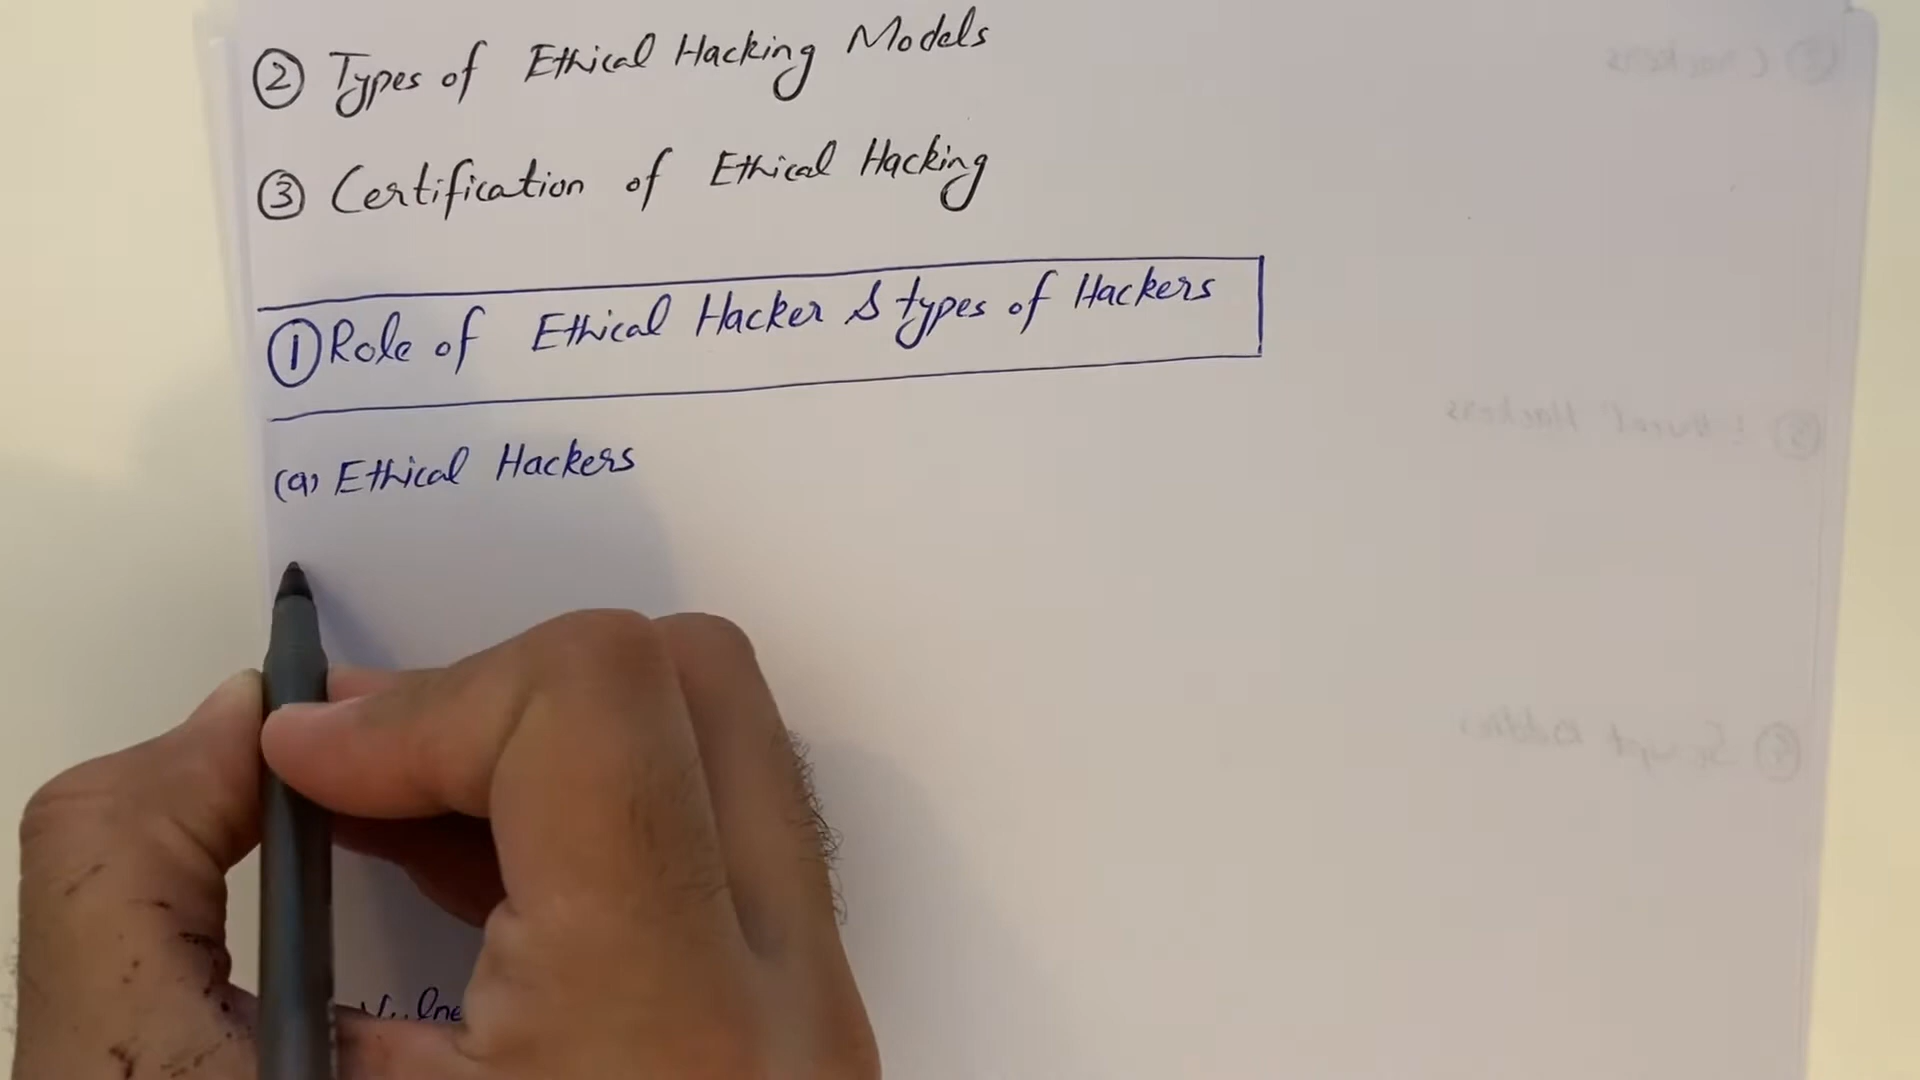 ② Types of Ethical Hacking Models
③ Certification of Ethical Hacking
① Role of Ethical Hacker & types of Hackers
(a) Ethical Hackers